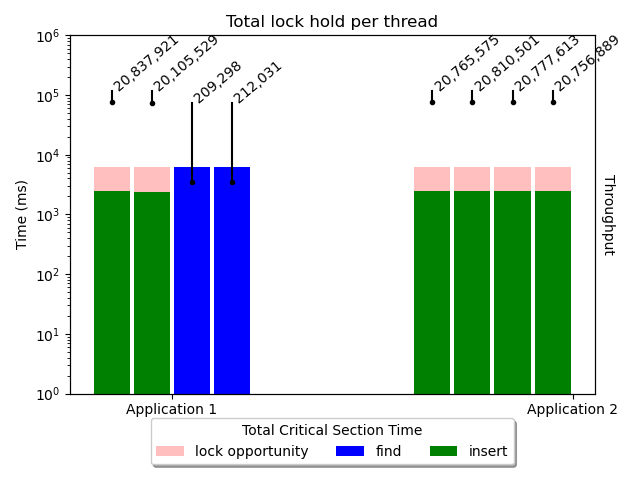 Total lock hold per thread
10^6
10^5
10^4
10^3
10^2
10^1
10^0
Time (ms)
20,837,921
20,105,529
209,298
212,031
20,765,575
20,810,501
20,777,613
20,756,889
Throughput
Application 1
Application 2
Total Critical Section Time
lock opportunity find insert